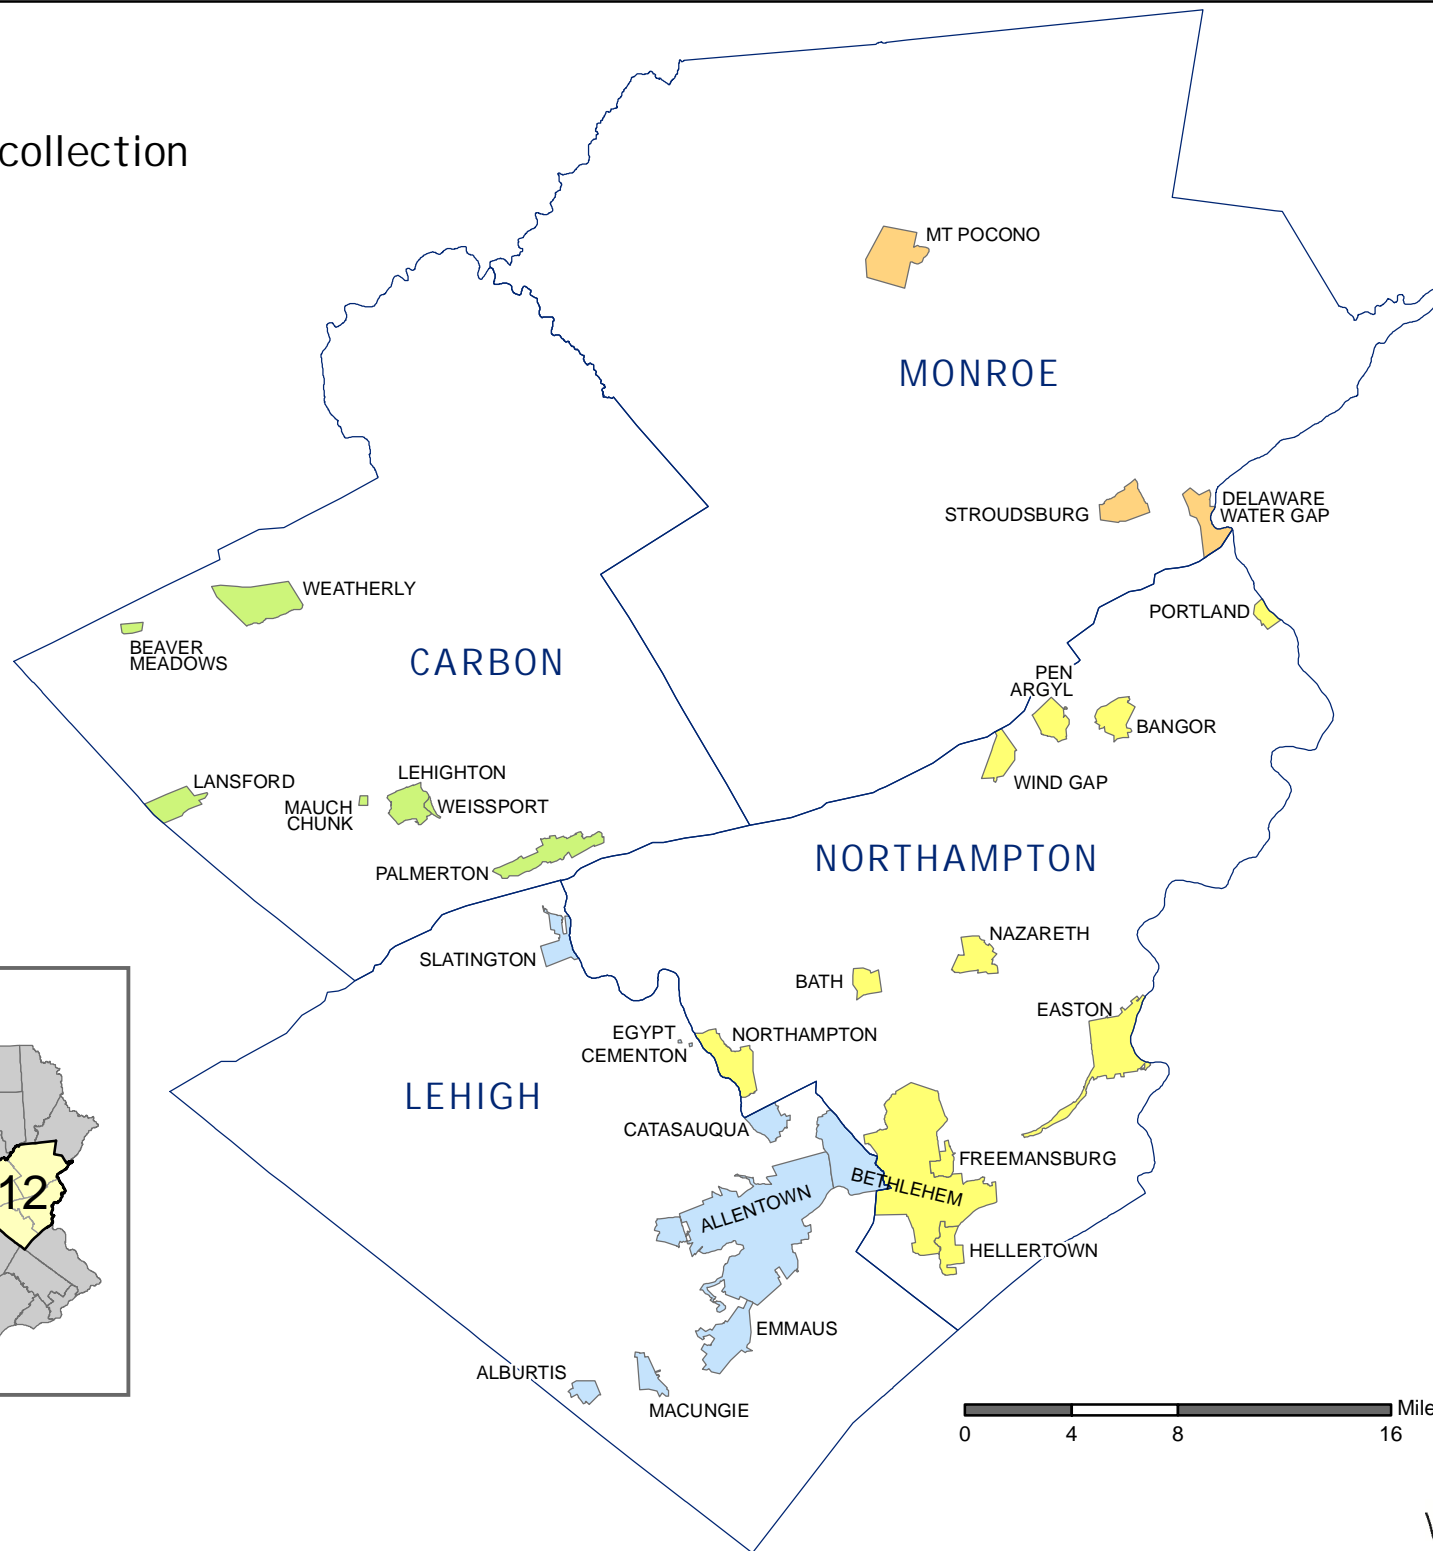 collection
MT POCONO
MONROE
STROUDSBURG
DELAWARE
WATER GAP
WEATHERLY
PORTLAND
BEAVER
MEADOWS
CARBON
PEN
ARGYL
BANGOR
WIND GAP
LANSFORD
LEHIGHTON
MAUCH
CHUNK
WEISSPORT
PALMERTON
NORTHAMPTON
SLATINGTON
NAZARETH
BATH
EASTON
EGYPT
CEMENTON
NORTHAMPTON
LEHIGH
CATASAUQUA
FREEMANSBURG
BETHLEHEM
ALLENTOWN
12
HELLERTOWN
EMMAUS
ALBURTIS
MACUNGIE
Mile
0 4 8 16